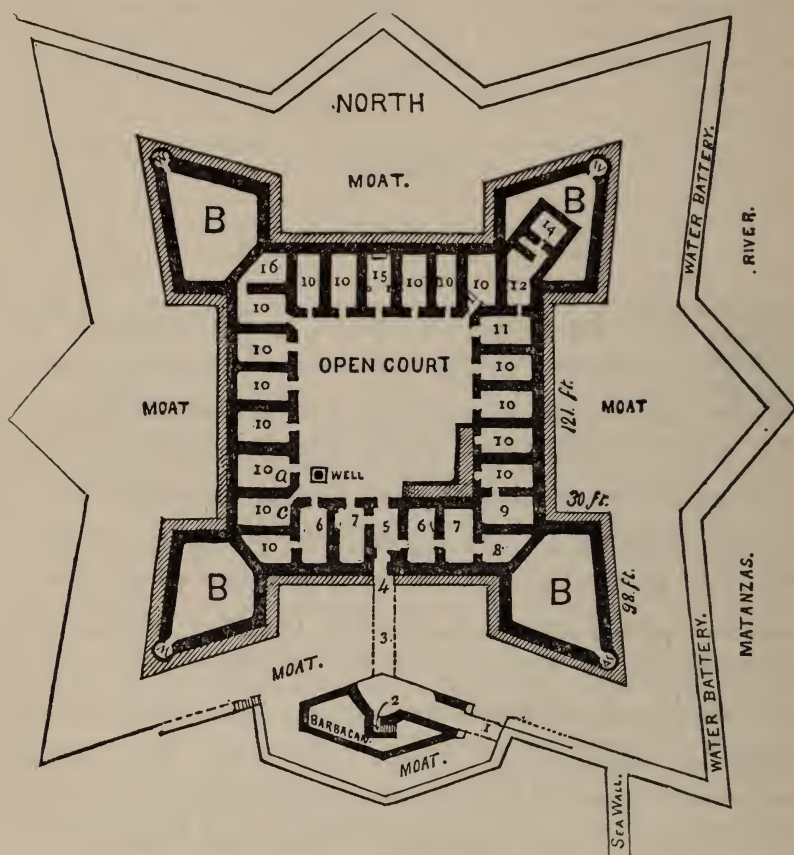 .NORTH
MOAT.
WATER BATTERY.
RIVER.
B
B
14
16
10
10
15
10
10
10
12
10
11
10
10
10
10
10
10
10
10
OPEN COURT
MOAT
MOAT
121 ft.
10 a
WELL
10 c
9
30 ft.
6
7
5
6
7
10
8
B
B
4
98 ft.
3.
MOAT.
MATANZAS.
2
BARBACAN.
1
MOAT.
WATER BATTERY.
SEA WALL.